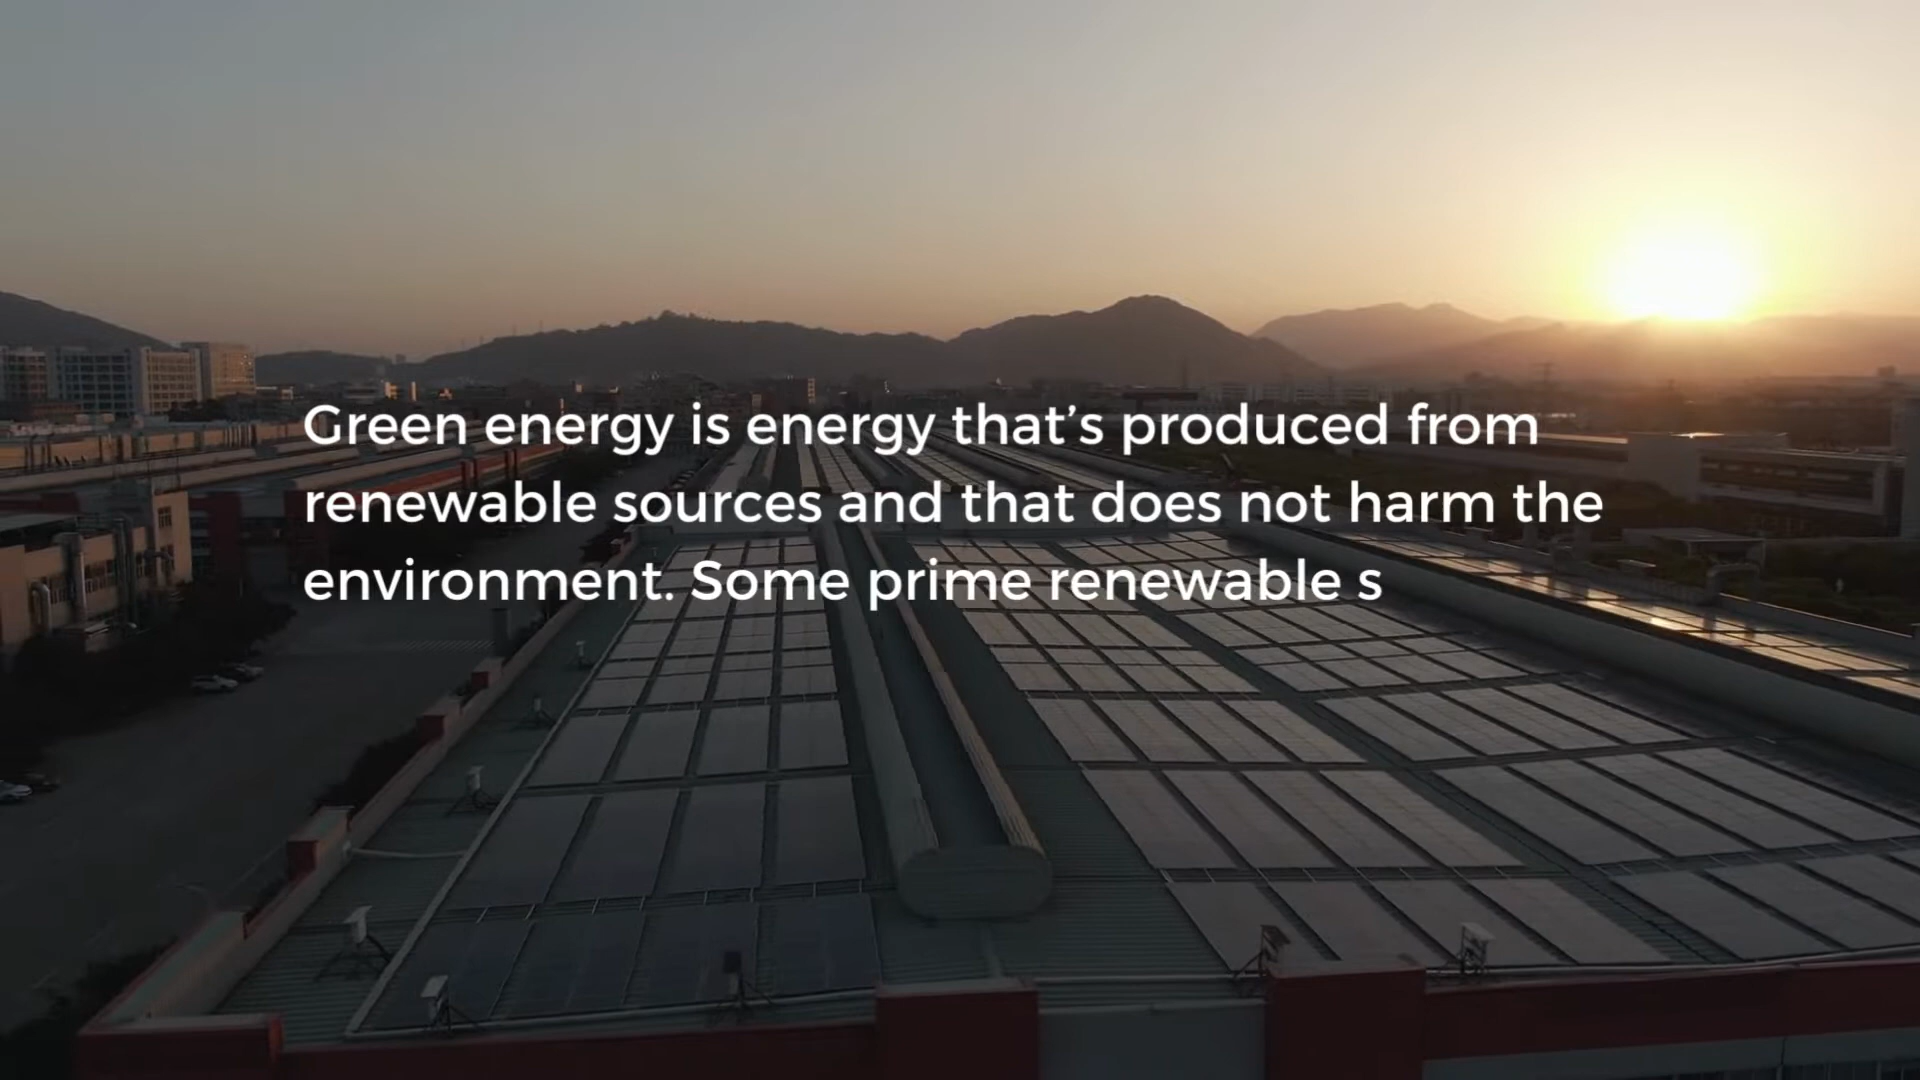 Green energy is energy that’s produced from
renewable sources and that does not harm the
environment. Some prime renewable s